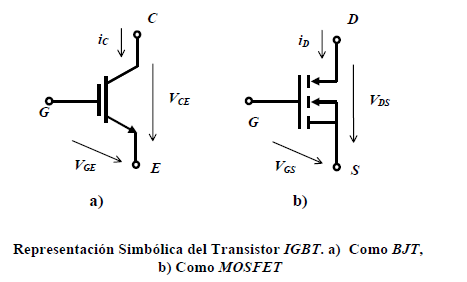 C
iC
VCE
G
VGE
E
a)
D
iD
VDS
G
VGS
S
b)
Representación Simbólica del Transistor IGBT. a) Como BJT,
b) Como MOSFET